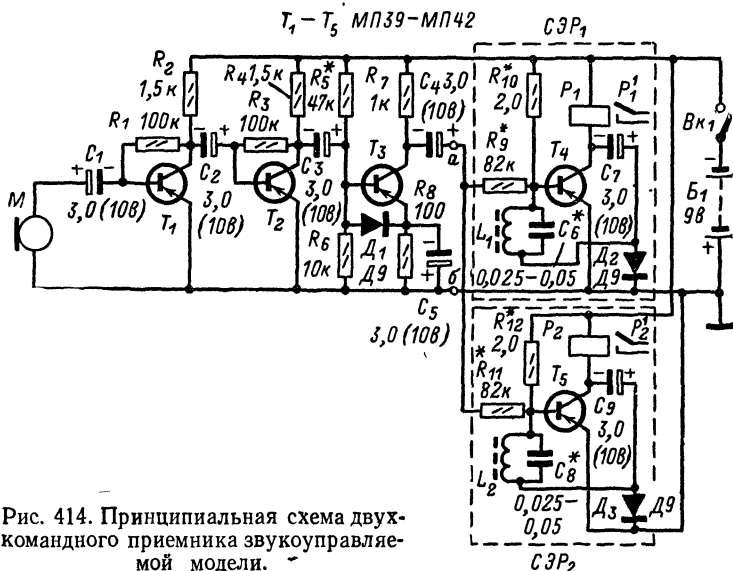 T₁ – T₅ МП39–МП42
СЭР₁
R₂
1,5к
R₄ 1,5к
R₃
100к
R₅*
47к
R₇
1к
C₄ 3,0
(10В)
R₁₀*
2,0
P₁
P₁¹
Вк₁
R₁ 100к
C₁
3,0 (10В)
М
T₁
C₂
3,0
(10В)
T₂
C₃
3,0
(10В)
T₃
а
R₉*
82к
T₄
C₇
3,0
(10В)
Б₁
9В
R₈
100
R₆
10к
Д₁
Д9
L₁
C₆*
0,025–0,05
Д₂
Д9
б
C₅
3,0 (10В)
R₁₂*
2,0
P₂
P₂¹
*
R₁₁
82к
T₅
C₉
3,0
(10В)
L₂
C₈*
0,025–
0,05
Д₃
Д9
СЭР₂
Рис. 414. Принципиальная схема двух-
командного приемника звукоуправляе-
мой модели.